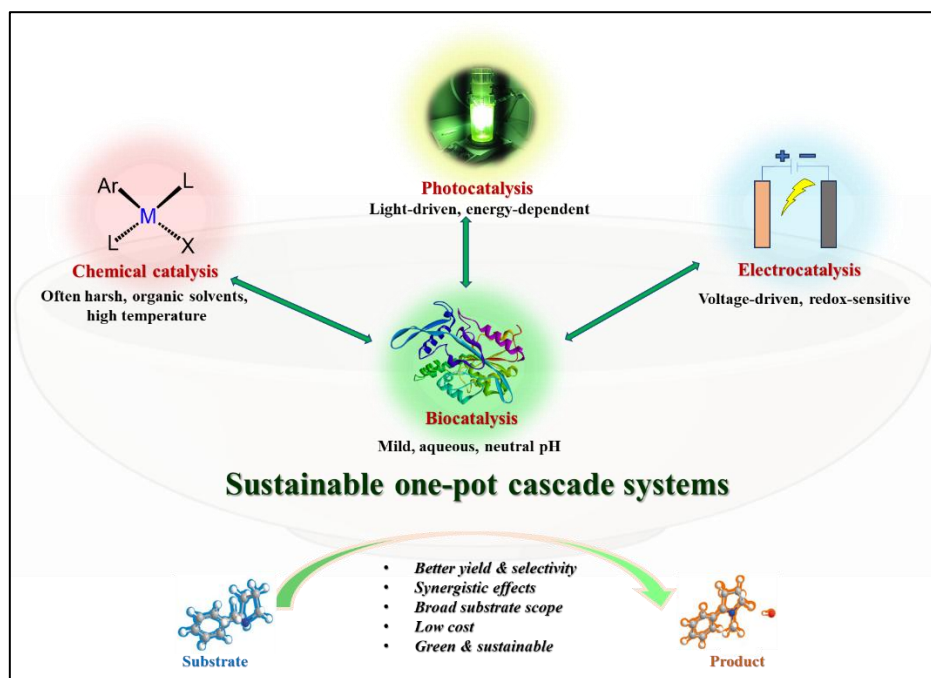 Photocatalysis
Light-driven, energy-dependent
Ar
L
M
L
X
Chemical catalysis
Often harsh, organic solvents,
high temperature
+ −
Electrocatalysis
Voltage-driven, redox-sensitive
Biocatalysis
Mild, aqueous, neutral pH
Sustainable one-pot cascade systems
• Better yield & selectivity
• Synergistic effects
• Broad substrate scope
• Low cost
• Green & sustainable
Substrate
Product